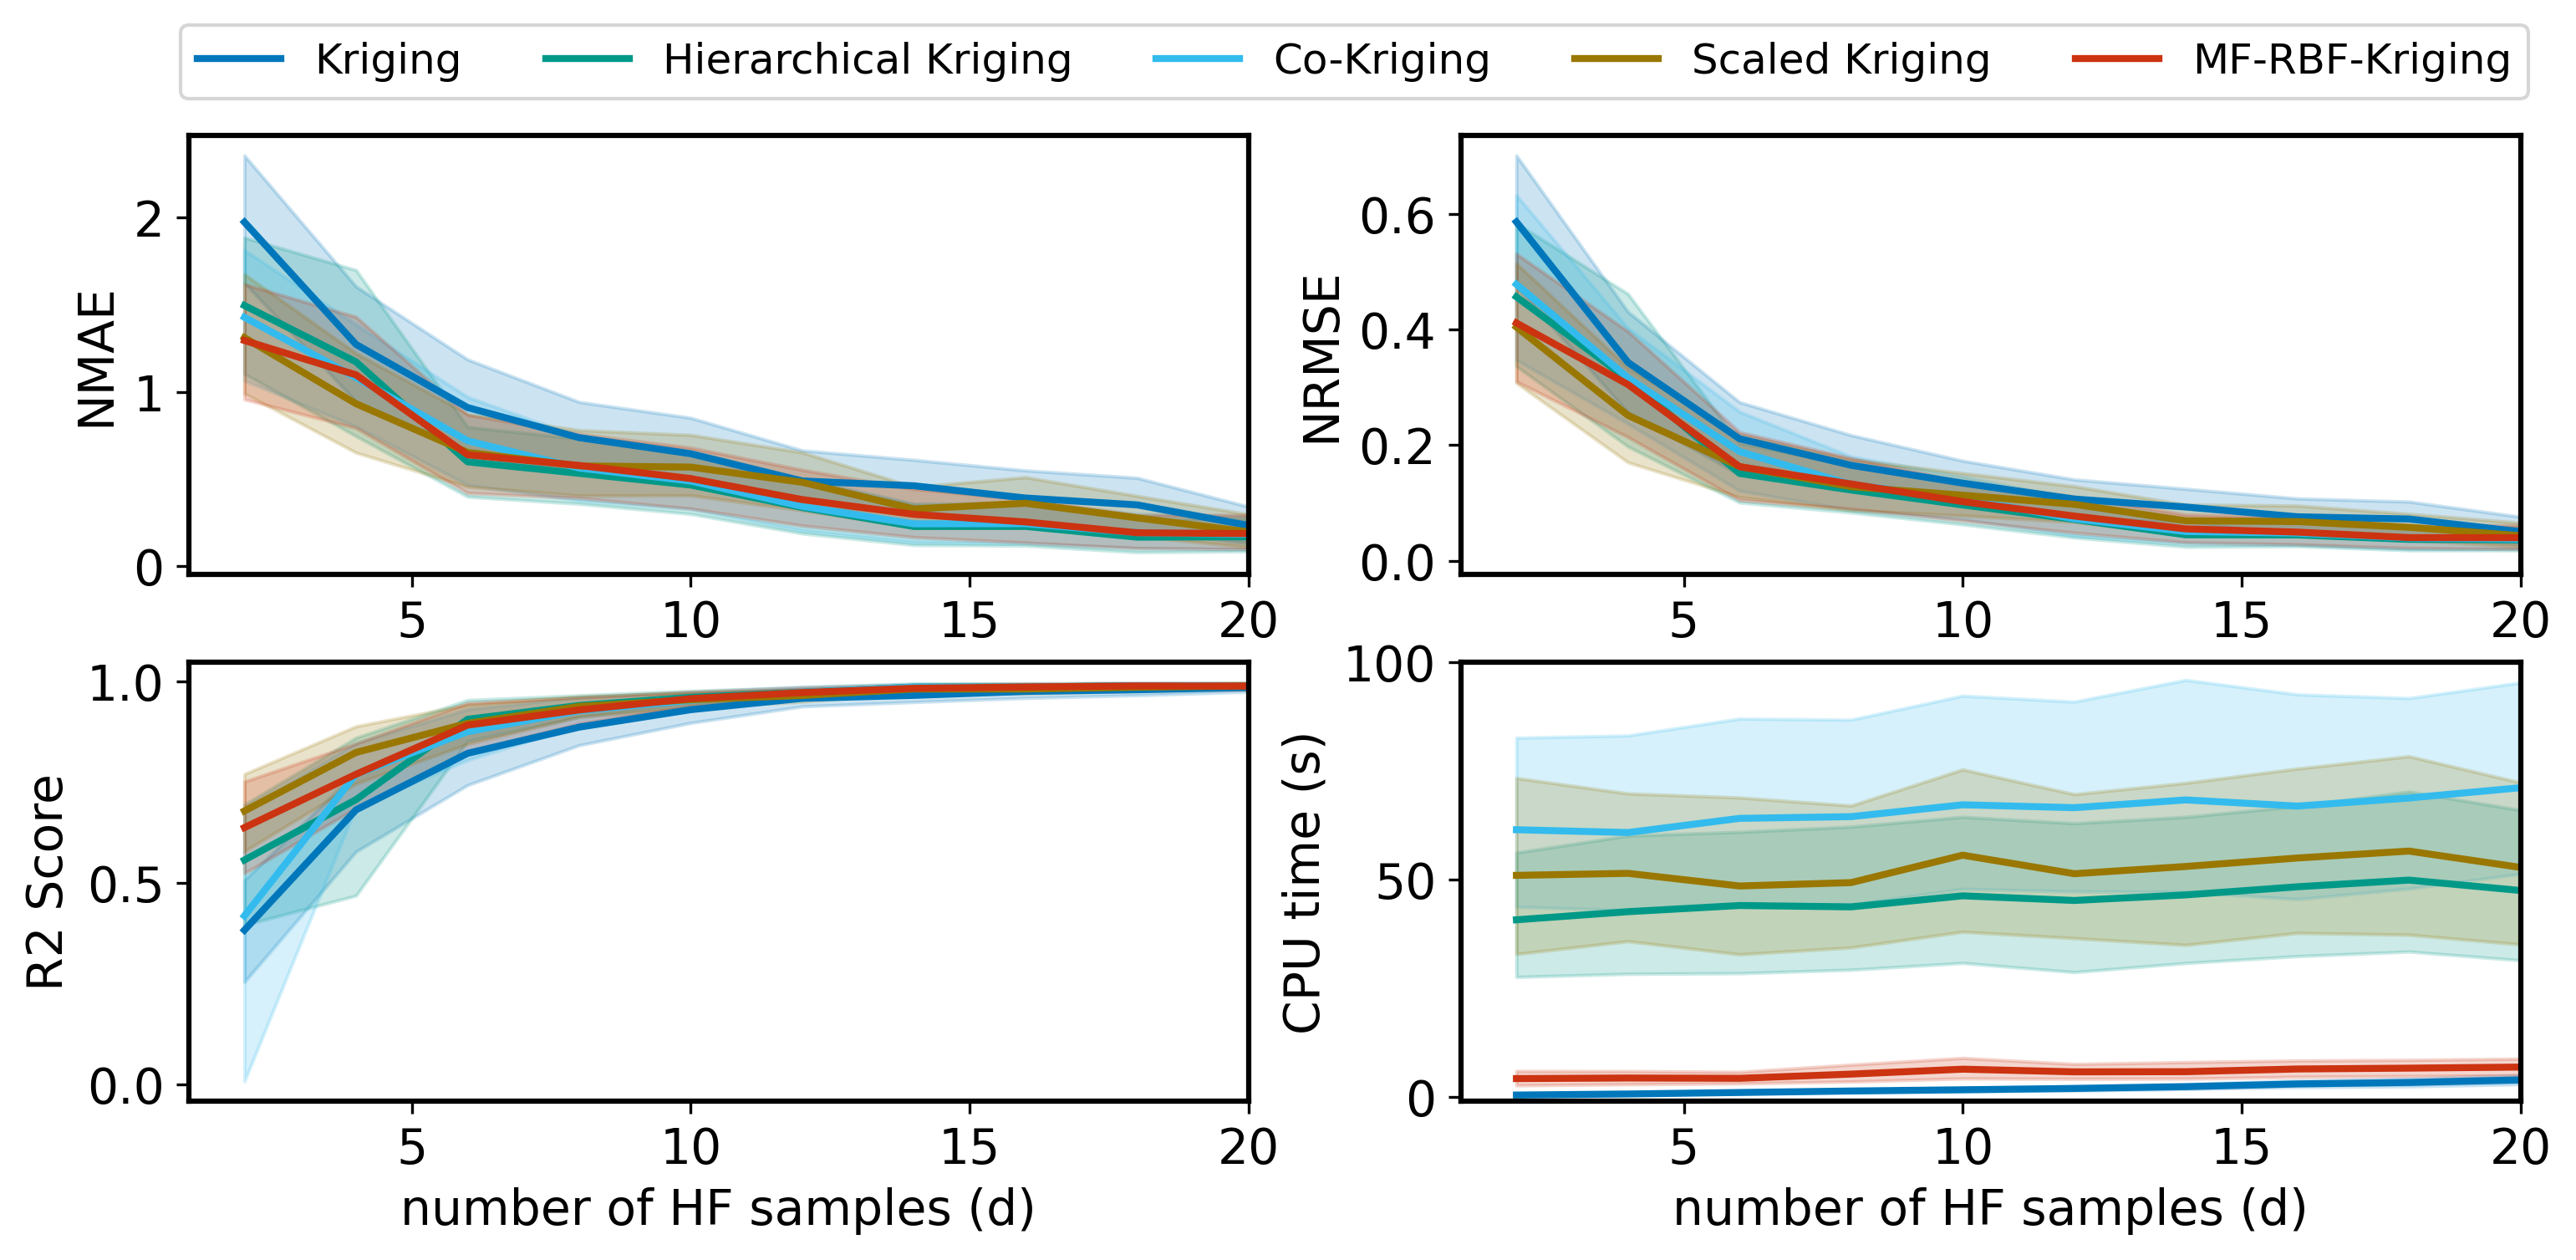 Kriging Hierarchical Kriging Co-Kriging Scaled Kriging MF-RBF-Kriging
NMAE
2
1
0
5 10 15 20
NRMSE
0.6
0.4
0.2
0.0
5 10 15 20
R2 Score
1.0
0.5
0.0
5 10 15 20
number of HF samples (d)
CPU time (s)
100
50
0
5 10 15 20
number of HF samples (d)